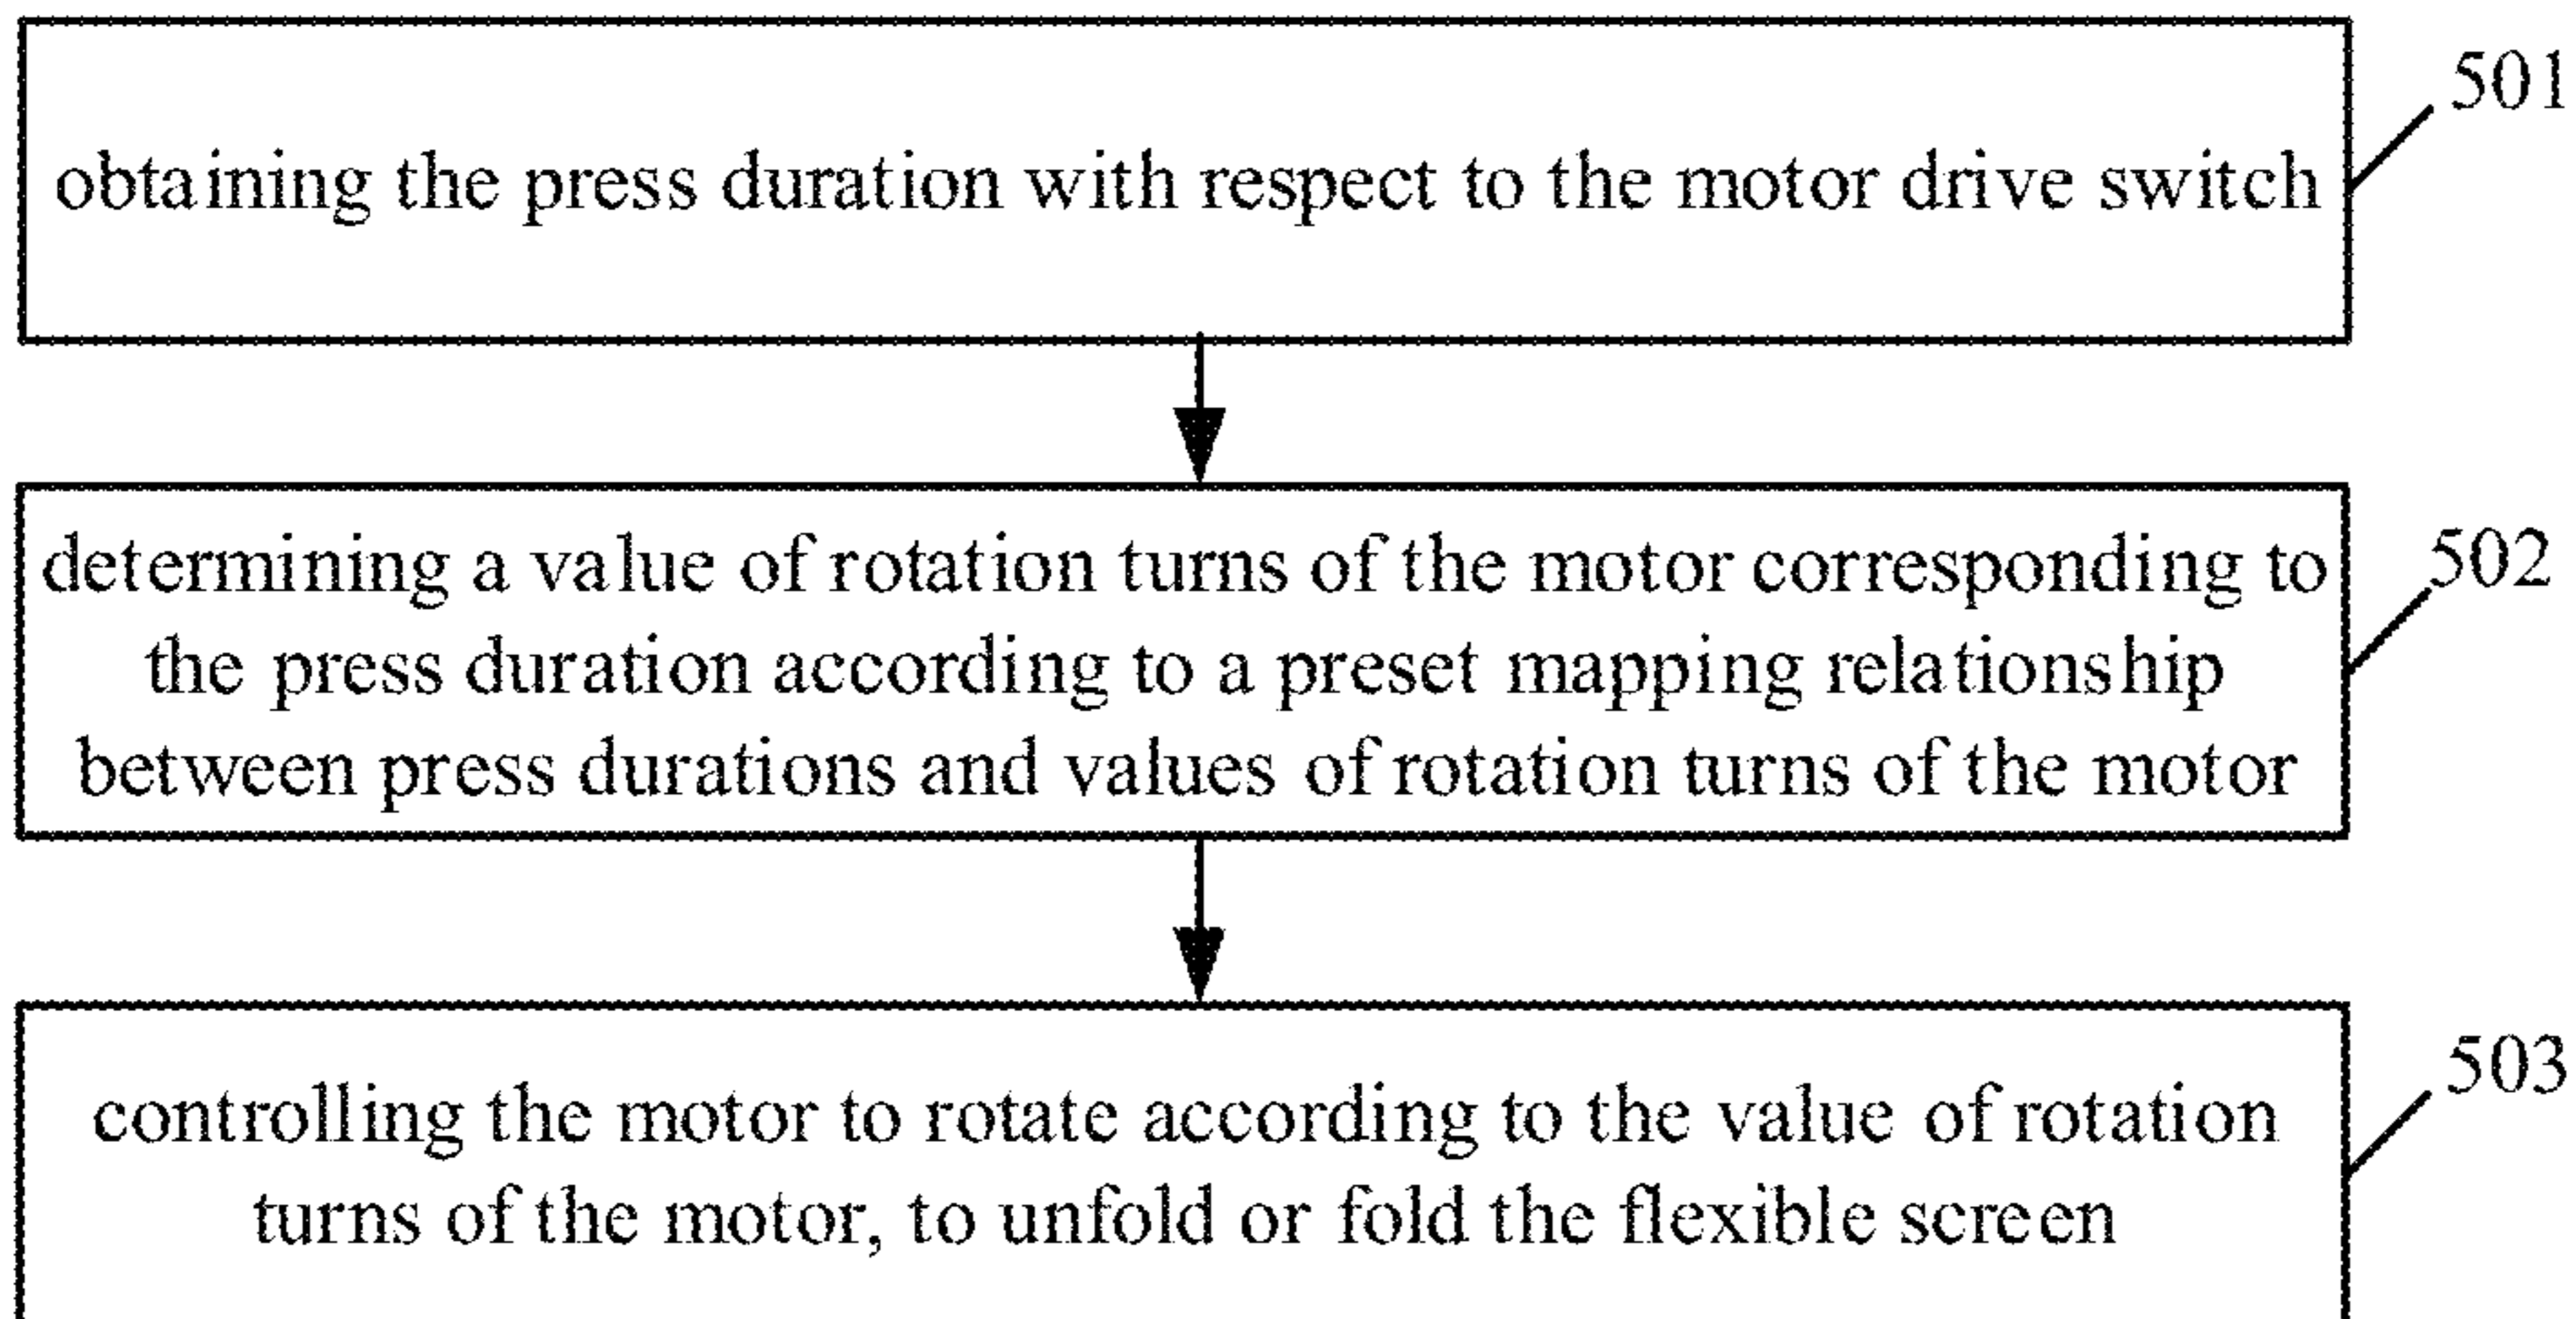 501
obtaining the press duration with respect to the motor drive switch
502
determining a value of rotation turns of the motor corresponding to
the press duration according to a preset mapping relationship
between press durations and values of rotation turns of the motor
503
controlling the motor to rotate according to the value of rotation
turns of the motor, to unfold or fold the flexible screen